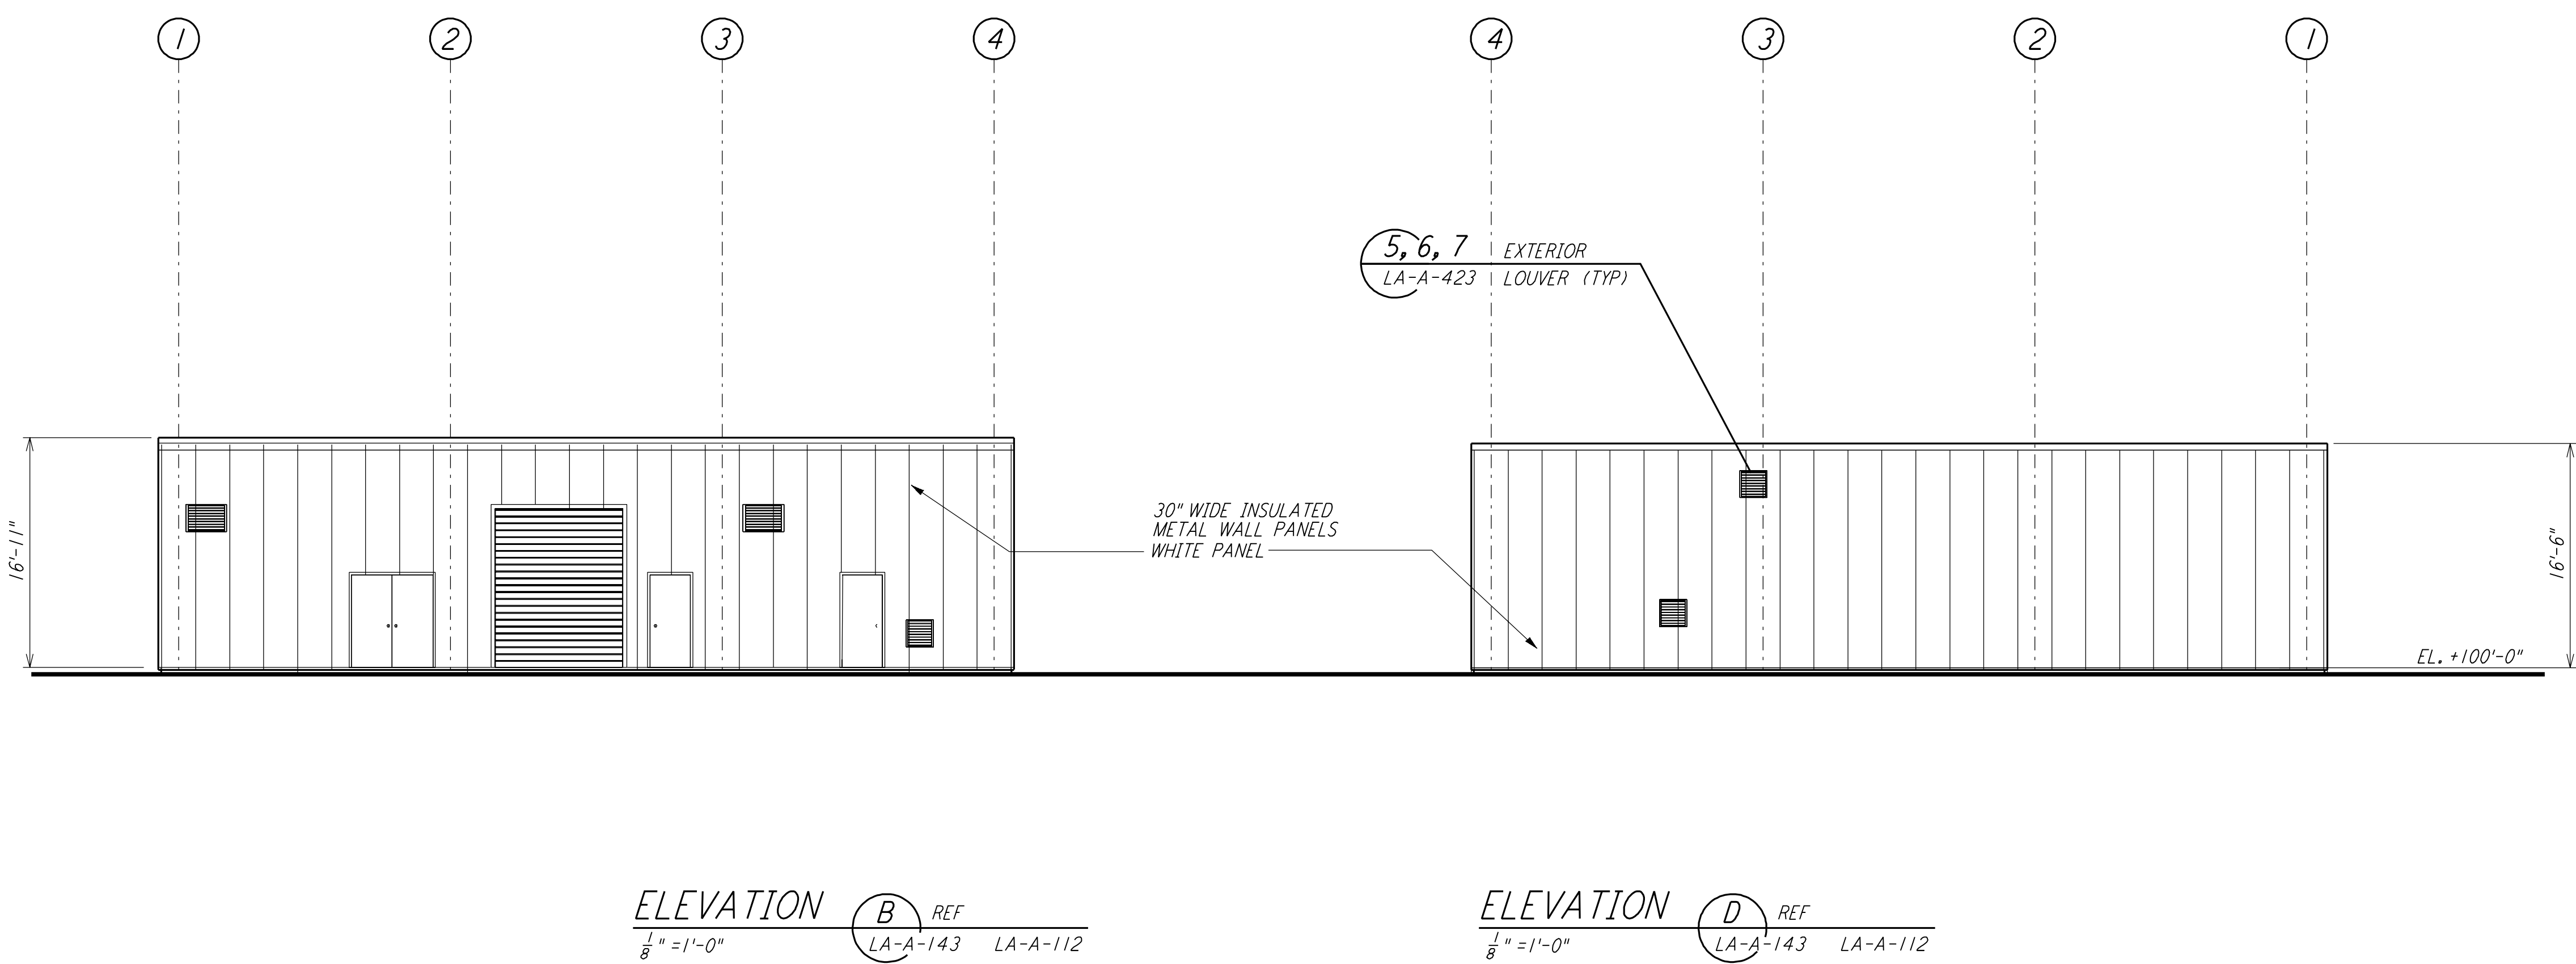 1 2 3 4 4 3 2 1
5, 6, 7 EXTERIOR
LA-A-423 LOUVER (TYP)
16'-11"
30" WIDE INSULATED
METAL WALL PANELS
WHITE PANEL
16'-6"
EL. +100'-0"
ELEVATION B REF
1/8" =1'-0" LA-A-143 LA-A-112
ELEVATION D REF
1/8" =1'-0" LA-A-143 LA-A-112